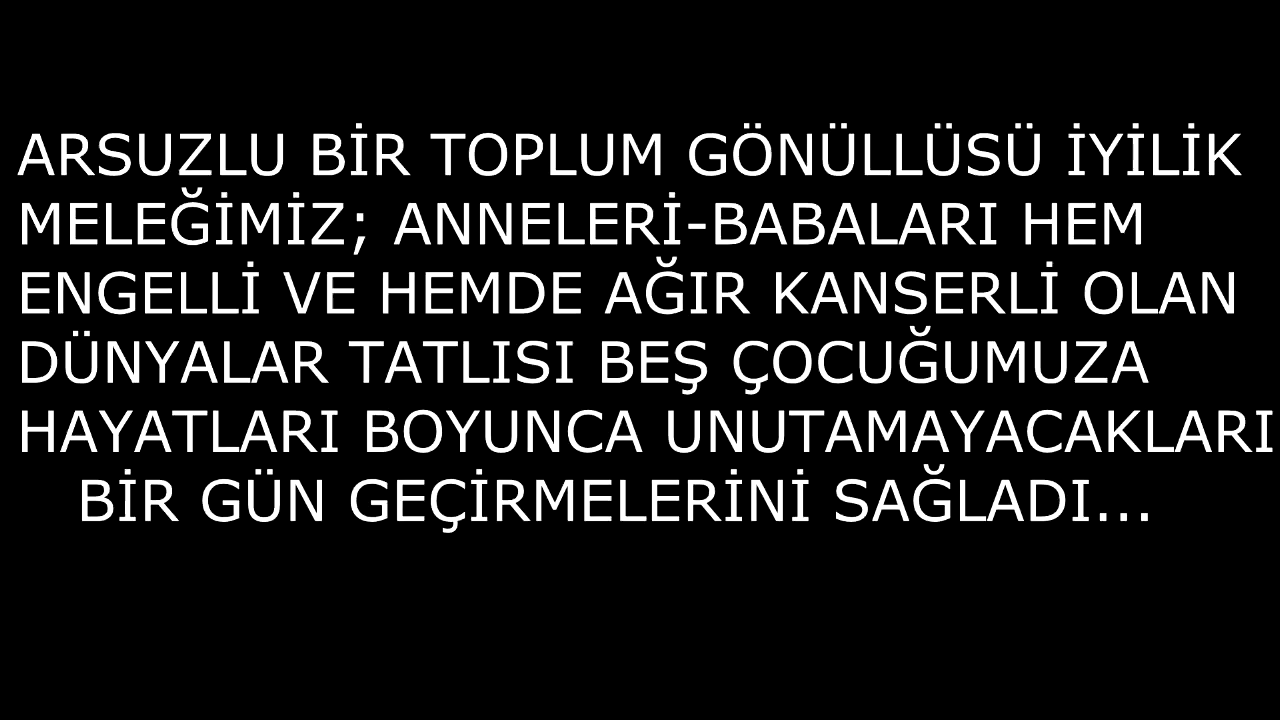 ARSUZLU BİR TOPLUM GÖNÜLLÜSÜ İYİLİK
MELEĞİMİZ; ANNELERİ-BABALARI HEM
ENGELLİ VE HEMDE AĞIR KANSERLİ OLAN
DÜNYALAR TATLISI BEŞ ÇOCUĞUMUZA
HAYATLARI BOYUNCA UNUTAMAYACAKLARI
BİR GÜN GEÇİRMELERİNİ SAĞLADI...